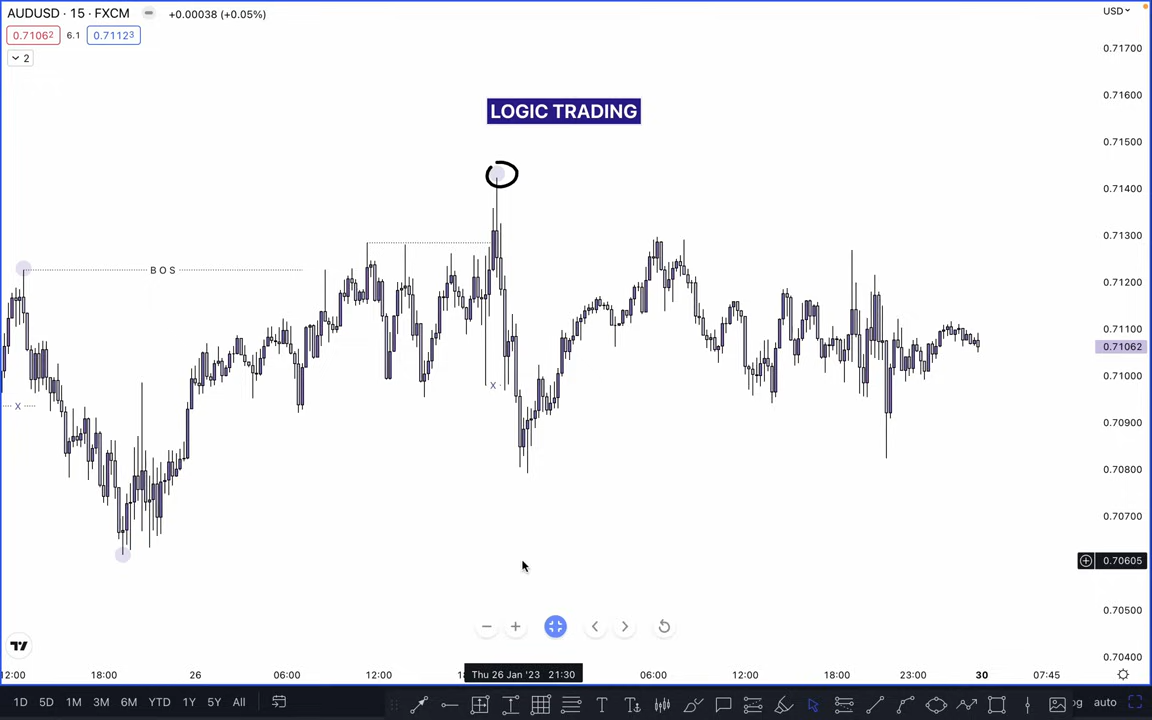 AUDUSD · 15 · FXCM +0.00038 (+0.05%) USD
0.71062 6.1 0.71123
2
0.71700
0.71600
LOGIC TRADING
0.71500
0.71400
0.71300
B O S
0.71200
0.71100
0.71062
0.71000
X
X
0.70900
0.70800
0.70700
0.70605
0.70500
0.70400
12:00 18:00 26 06:00 12:00 Thu 26 Jan '23 21:30 06:00 12:00 18:00 23:00 30 07:45
1D 5D 1M 3M 6M YTD 1Y 5Y All T T auto